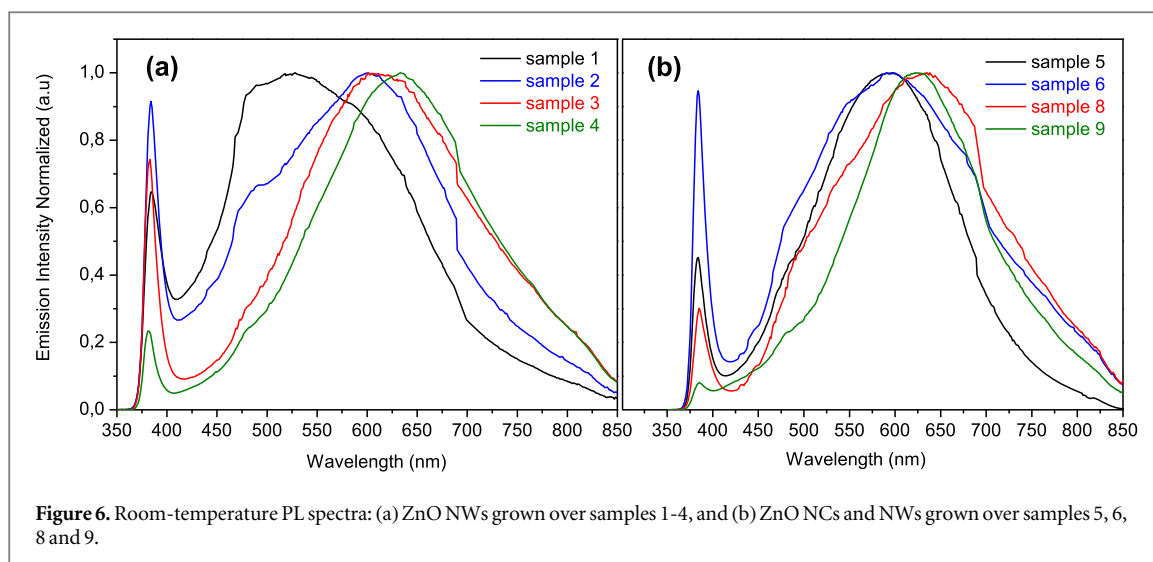 (a)
sample 1
sample 2
sample 3
sample 4
(b)
sample 5
sample 6
sample 8
sample 9
Emission Intensity Normalized (a.u)
1,0
0,8
0,6
0,4
0,2
0,0
350 400 450 500 550 600 650 700 750 800 850
400 450 500 550 600 650 700 750 800 850
Wavelength (nm)
Wavelength (nm)
Figure 6. Room-temperature PL spectra: (a) ZnO NWs grown over samples 1-4, and (b) ZnO NCs and NWs grown over samples 5, 6,
8 and 9.